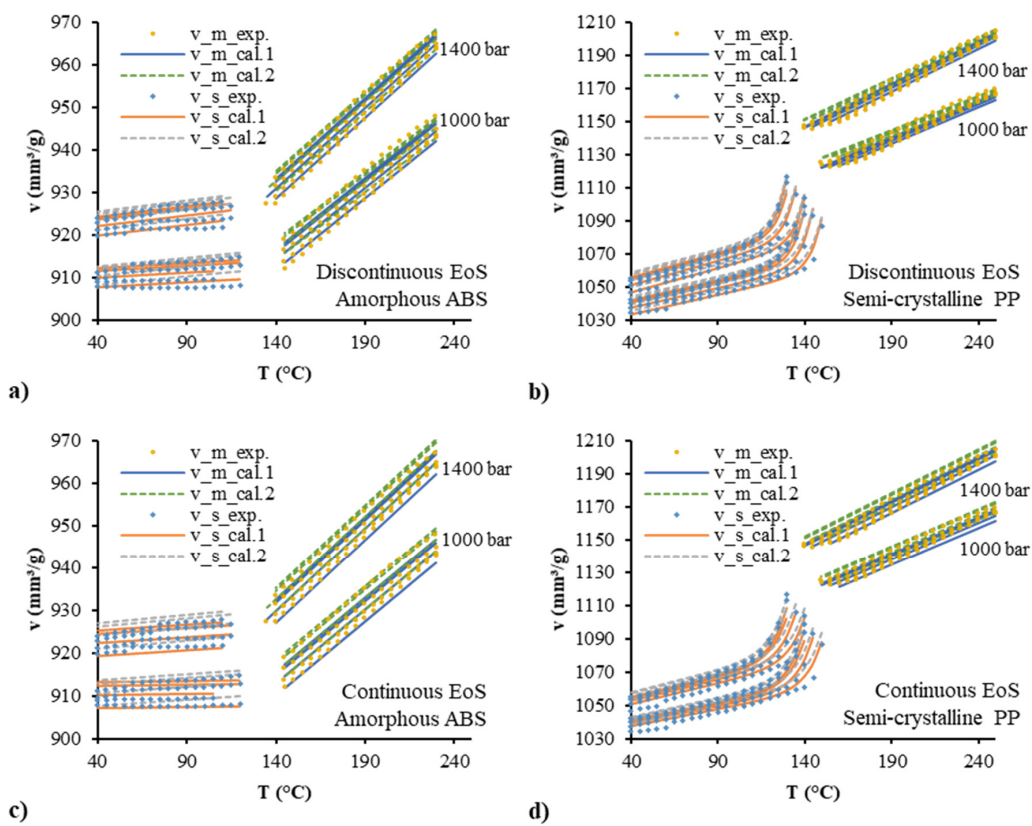 970
960
950
940
930
920
910
900
v (mm³/g)
v_m_exp.
v_m_cal.1
v_m_cal.2
v_s_exp.
v_s_cal.1
v_s_cal.2
1400 bar
1000 bar
Discontinuous EoS
Amorphous ABS
40 90 140 190 240
T (°C)
a)
1210
1190
1170
1150
1130
1110
1090
1070
1050
1030
v (mm³/g)
v_m_exp.
v_m_cal.1
v_m_cal.2
v_s_exp.
v_s_cal.1
v_s_cal.2
1400 bar
1000 bar
Discontinuous EoS
Semi-crystalline PP
40 90 140 190 240
T (°C)
b)
970
960
950
940
930
920
910
900
v (mm³/g)
v_m_exp.
v_m_cal.1
v_m_cal.2
v_s_exp.
v_s_cal.1
v_s_cal.2
1400 bar
1000 bar
Continuous EoS
Amorphous ABS
40 90 140 190 240
T (°C)
c)
1210
1190
1170
1150
1130
1110
1090
1070
1050
1030
v (mm³/g)
v_m_exp.
v_m_cal.1
v_m_cal.2
v_s_exp.
v_s_cal.1
v_s_cal.2
1400 bar
1000 bar
Continuous EoS
Semi-crystalline PP
40 90 140 190 240
T (°C)
d)